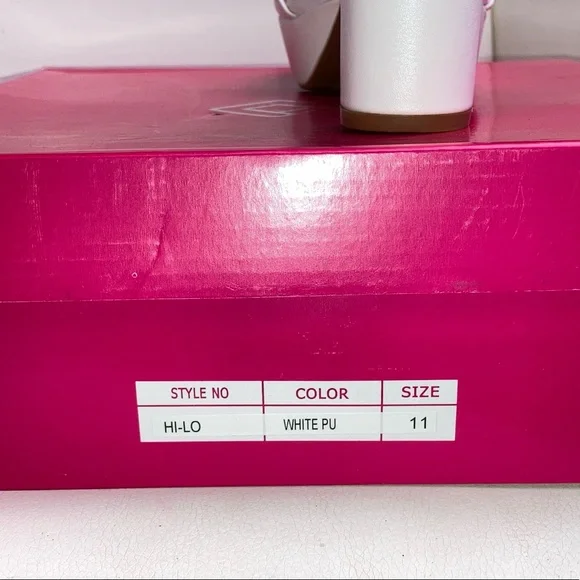 STYLE NO COLOR SIZE
HI-LO WHITE PU 11